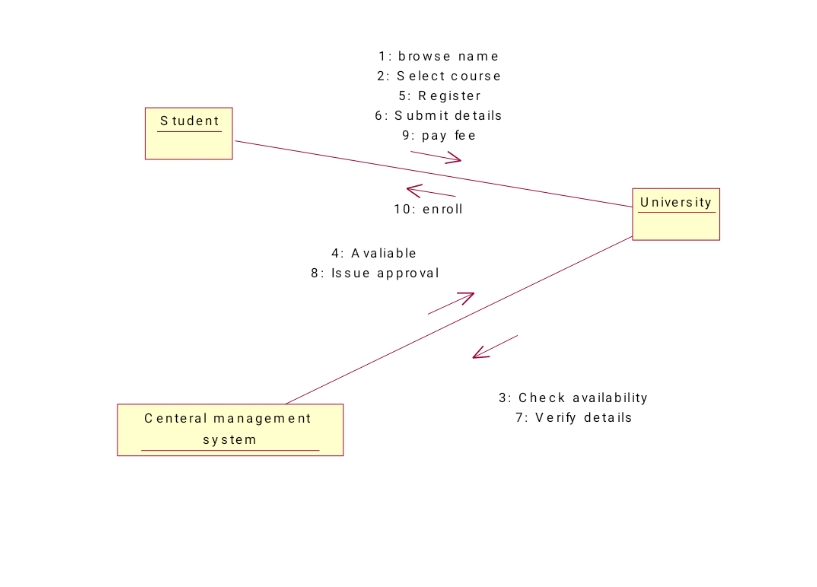 1: browse name
2: Select course
5: Register
6: Submit details
9: pay fee
Student
University
10: enroll
4: Avaliable
8: Issue approval
3: Check availability
7: Verify details
Centeral management
system